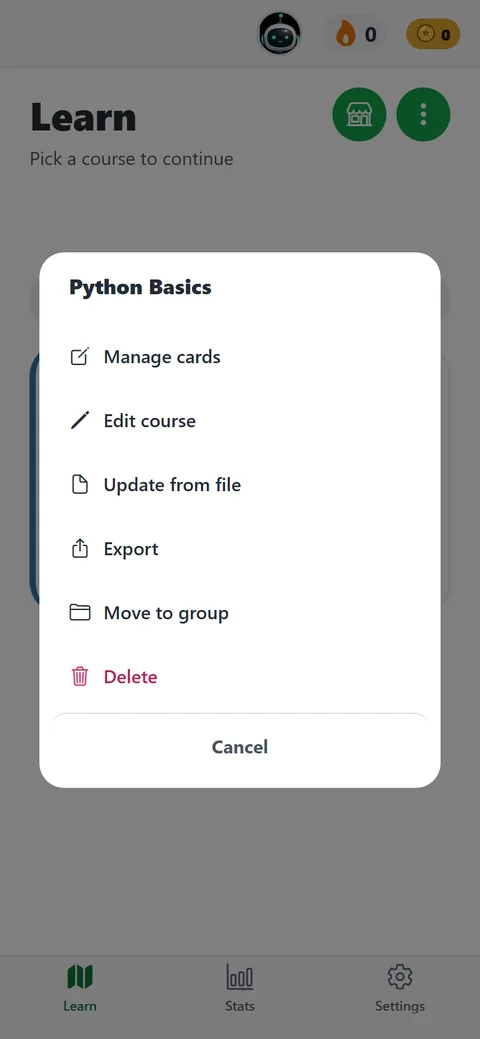 0
0
Learn
Pick a course to continue
Python Basics
Manage cards
Edit course
Update from file
Export
Move to group
Delete
Cancel
Learn
Stats
Settings